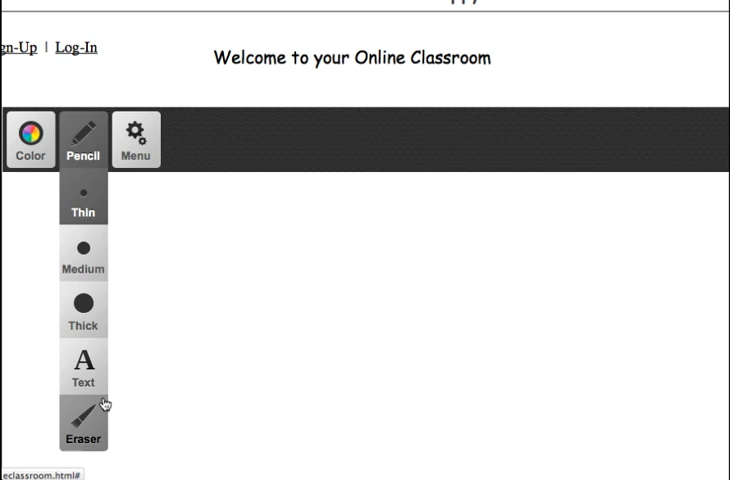 gn-Up | Log-In
Welcome to your Online Classroom
Color
Pencil
Menu
Thin
Medium
Thick
A
Text
Eraser
eclassroom.html#